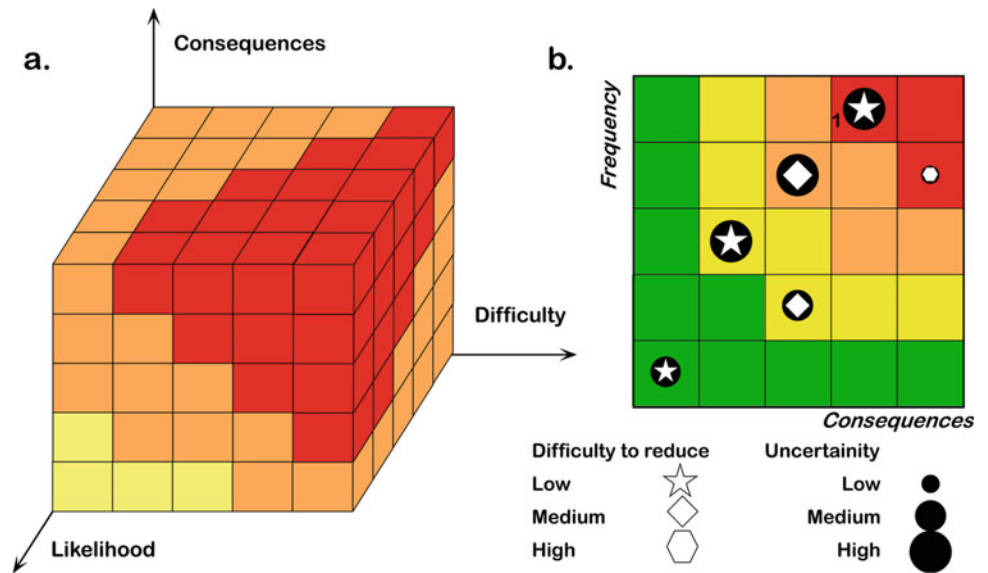 a.
Consequences
Difficulty
Likelihood
b.
Frequency
1
Consequences
Difficulty to reduce
Low
Medium
High
Uncertainity
Low
Medium
High